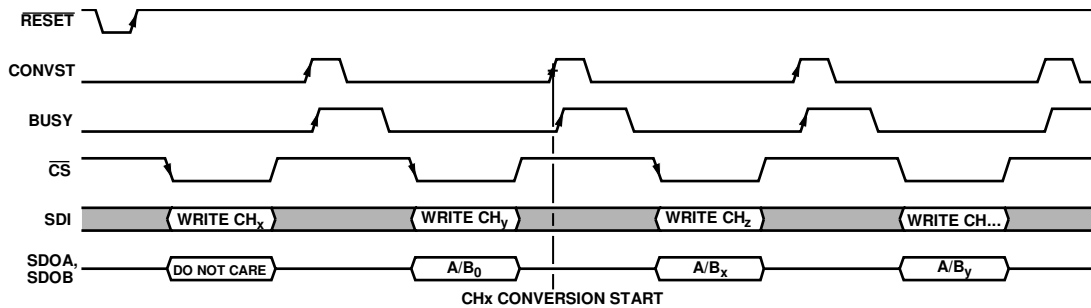 RESET
CONVST
BUSY
CS
SDI WRITE CHx WRITE CHy WRITE CHz WRITE CH...
SDOA,
SDOB DO NOT CARE A/B0 A/Bx A/By
CHx CONVERSION START